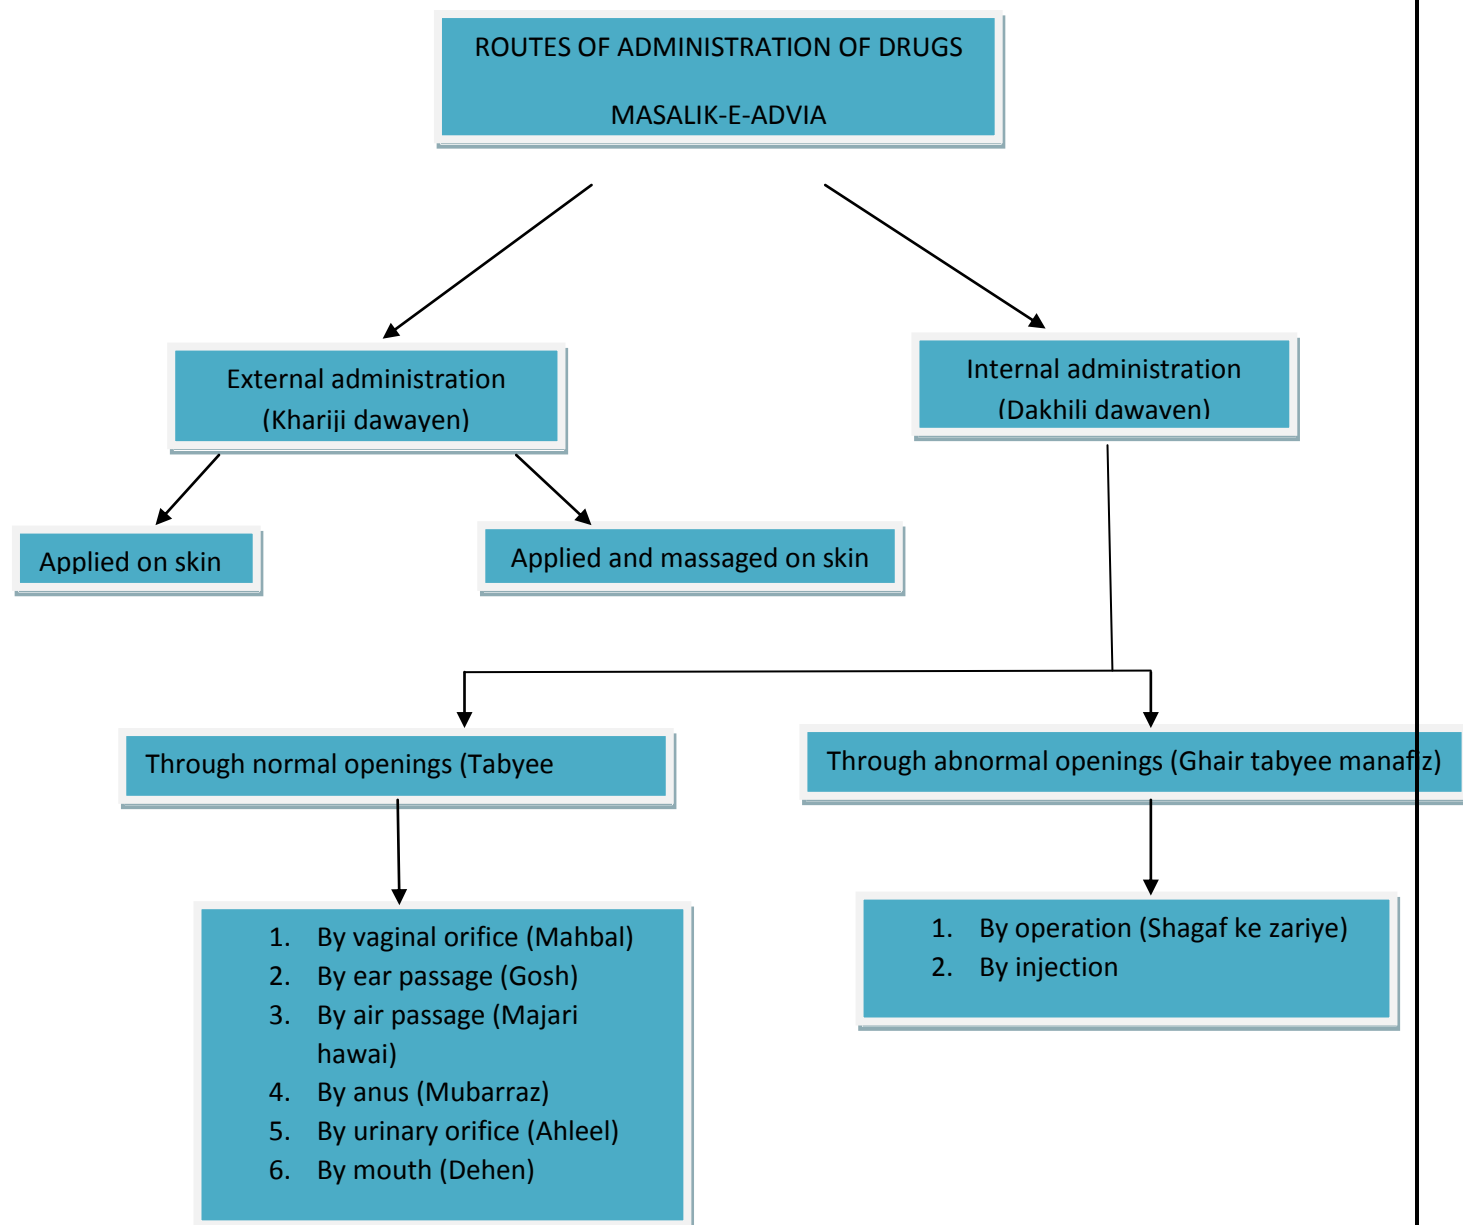 ROUTES OF ADMINISTRATION OF DRUGS
MASALIK-E-ADVIA
External administration
(Khariji dawayen)
Internal administration
(Dakhili dawayen)
Applied on skin
Applied and massaged on skin
Through normal openings (Tabyee
Through abnormal openings (Ghair tabyee manafiz)
1. By vaginal orifice (Mahbal)
2. By ear passage (Gosh)
3. By air passage (Majari
hawai)
4. By anus (Mubarraz)
5. By urinary orifice (Ahleel)
6. By mouth (Dehen)
1. By operation (Shagaf ke zariye)
2. By injection